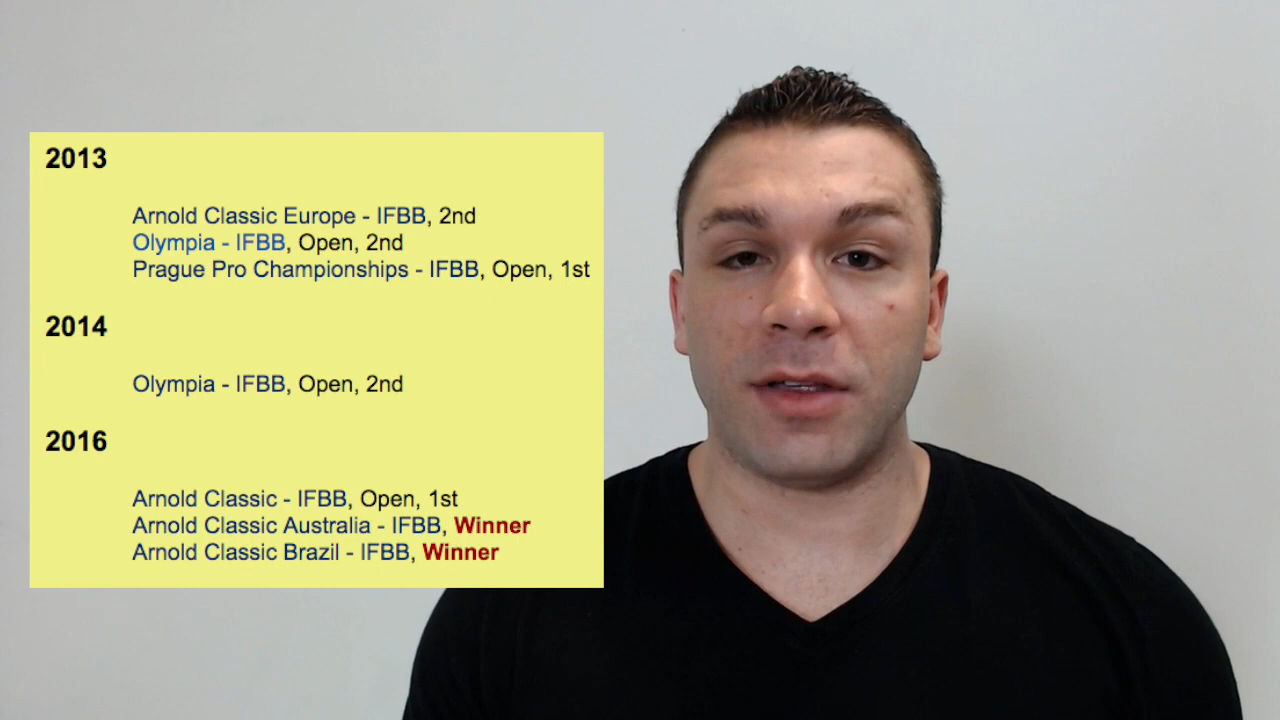 2013
Arnold Classic Europe - IFBB, 2nd
Olympia - IFBB, Open, 2nd
Prague Pro Championships - IFBB, Open, 1st
2014
Olympia - IFBB, Open, 2nd
2016
Arnold Classic - IFBB, Open, 1st
Arnold Classic Australia - IFBB, Winner
Arnold Classic Brazil - IFBB, Winner